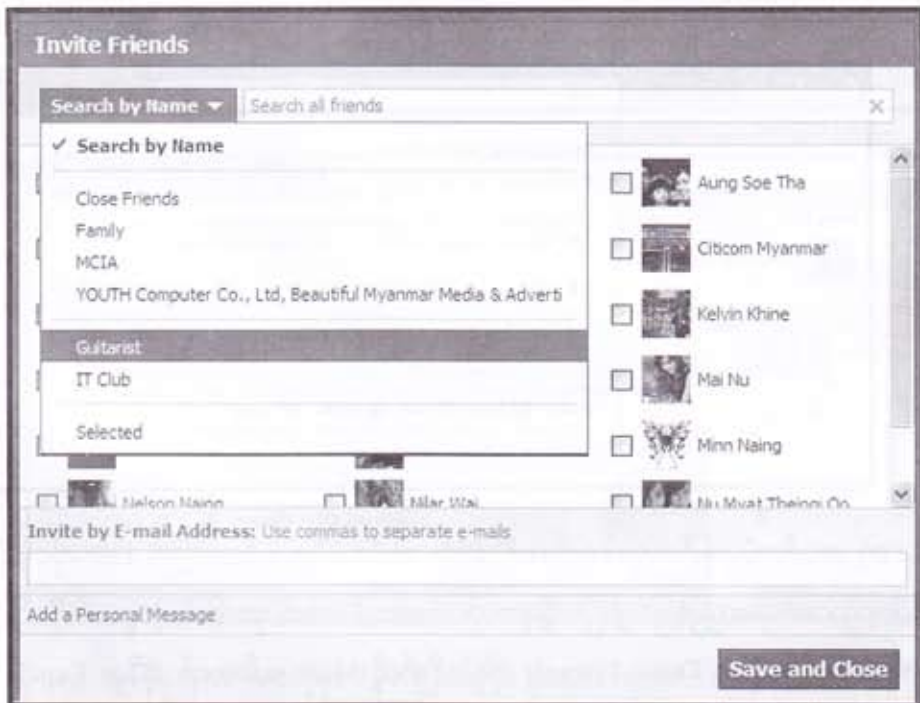 Invite Friends
Search by Name Search all friends
✓ Search by Name
Close Friends
Family
MCIA
YOUTH Computer Co., Ltd, Beautiful Myanmar Media & Adverti
Guitarist
IT Club
Selected
Aung Soe Tha
Citicom Myanmar
Kelvin Khine
Mai Nu
Minn Naing
Nelson Naing Nilar Wai Nu Myat Theingi Oo
Invite by E-mail Address: Use commas to separate e-mails
Add a Personal Message
Save and Close